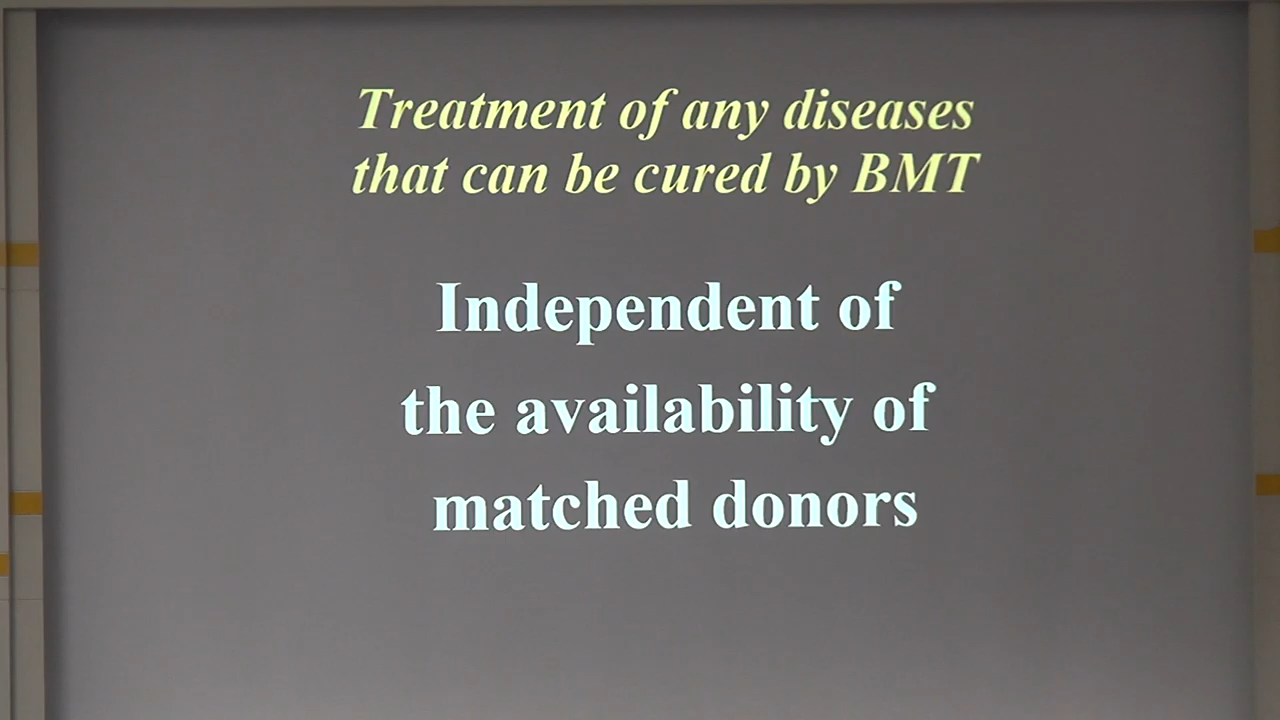 Treatment of any diseases
that can be cured by BMT
Independent of
the availability of
matched donors